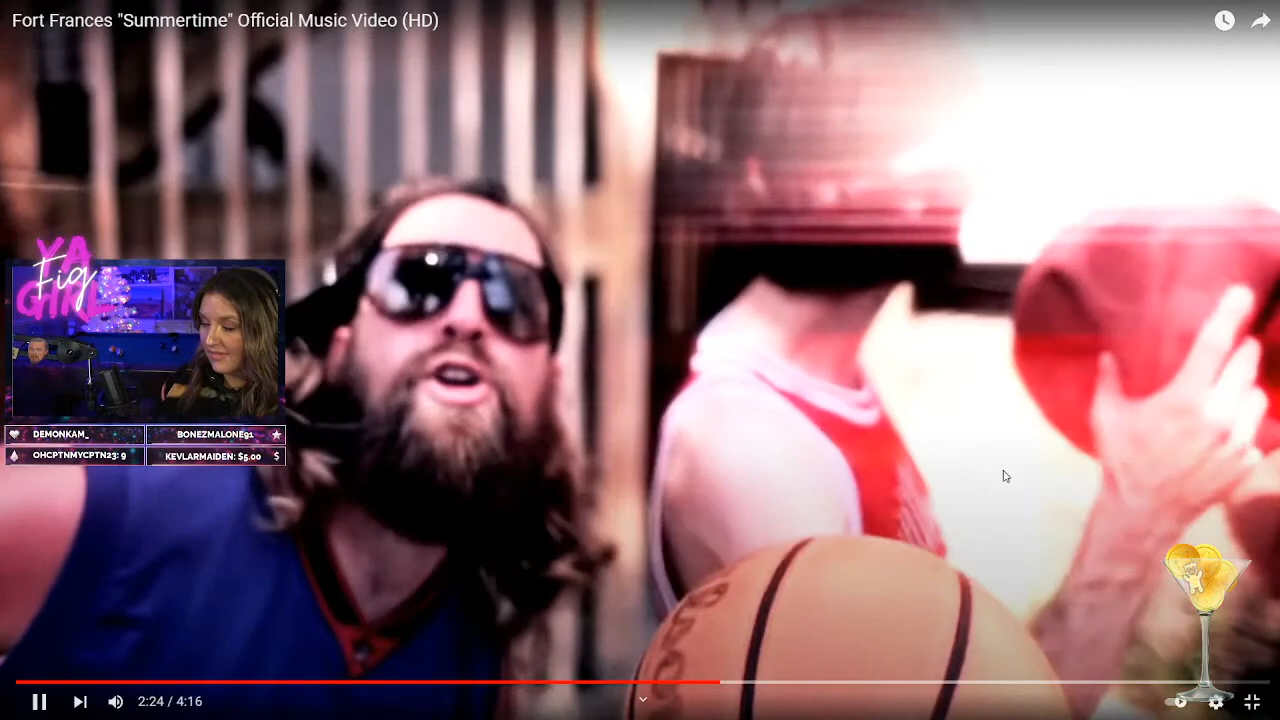 Fort Frances "Summertime" Official Music Video (HD)
YA
Fig
GIRL
DEMONKAM_
BONEZMALONE91
OHCPTNMYCPTN23: 9
KEVLARMAIDEN: $5.00 $
2:24 / 4:16